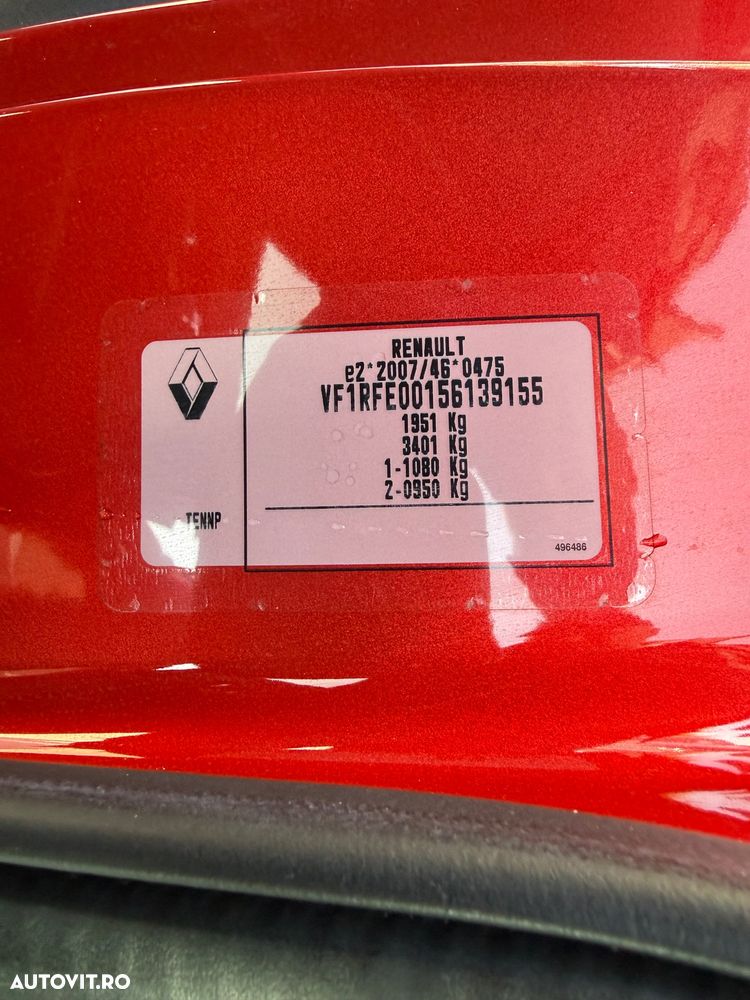 RENAULT
e2*2007/46*0475
VF1RFE00156139155
1951 Kg
3401 Kg
1-1080 Kg
2-0950 Kg
TENNP
496486
AUTOVIT.RO